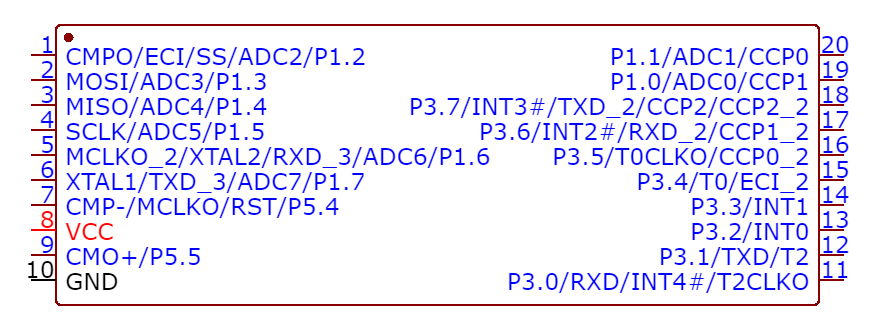 1 CMPO/ECI/SS/ADC2/P1.2 P1.1/ADC1/CCP0 20
2 MOSI/ADC3/P1.3 P1.0/ADC0/CCP1 19
3 MISO/ADC4/P1.4 P3.7/INT3#/TXD_2/CCP2/CCP2_2 18
4 SCLK/ADC5/P1.5 P3.6/INT2#/RXD_2/CCP1_2 17
5 MCLKO_2/XTAL2/RXD_3/ADC6/P1.6 P3.5/T0CLKO/CCP0_2 16
6 XTAL1/TXD_3/ADC7/P1.7 P3.4/T0/ECI_2 15
7 CMP-/MCLKO/RST/P5.4 P3.3/INT1 14
8 VCC P3.2/INT0 13
9 CMO+/P5.5 P3.1/TXD/T2 12
10 GND P3.0/RXD/INT4#/T2CLKO 11